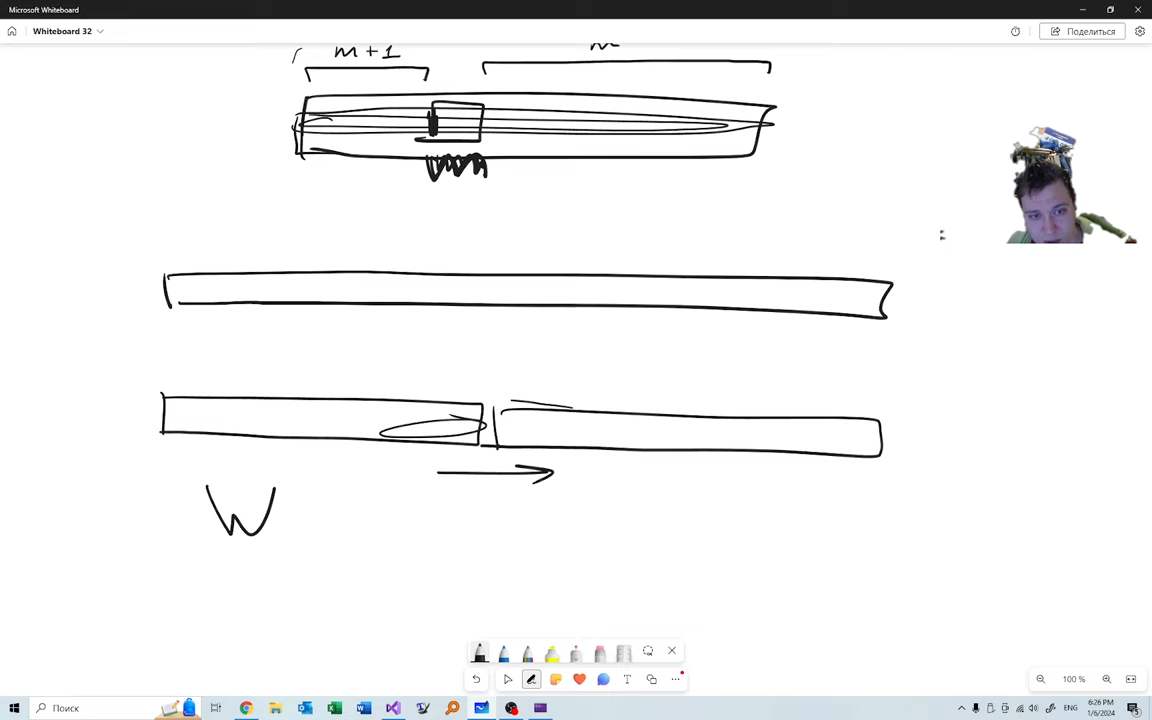 Microsoft Whiteboard
Whiteboard 32
Поделиться
m + 1
m
W
100 %
Поиск
ENG
6:26 PM
1/6/2024